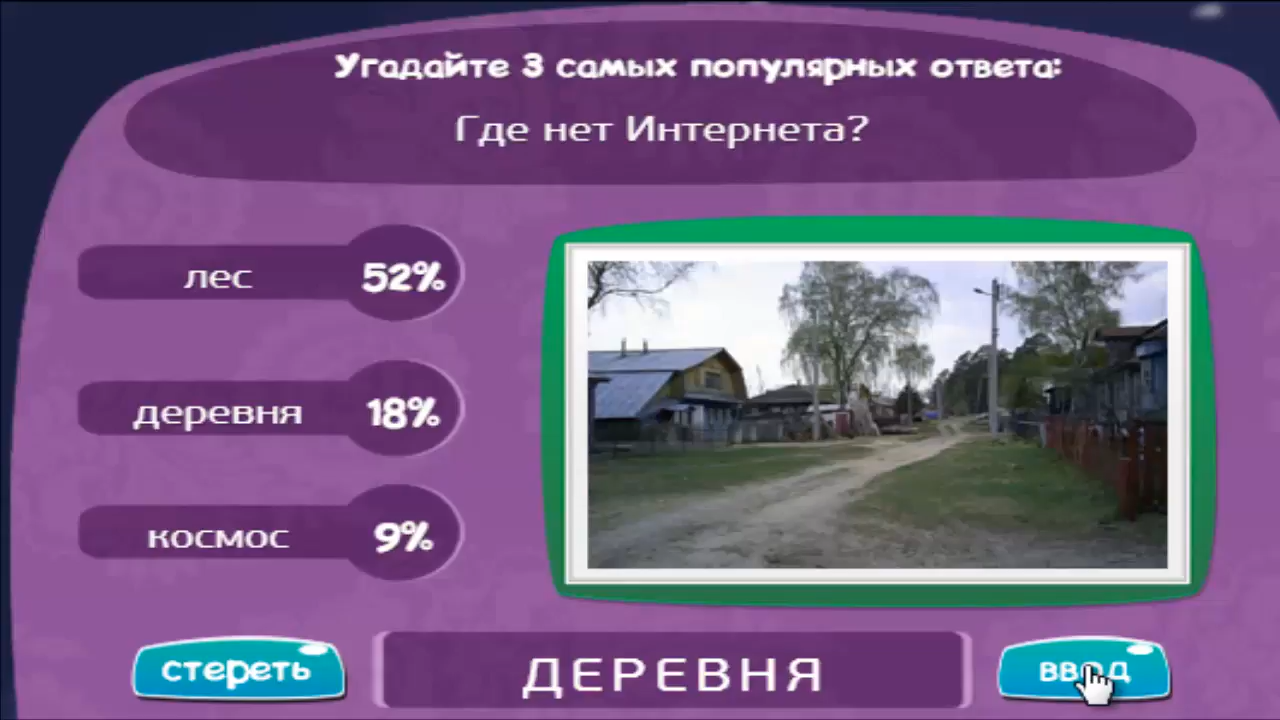 Угадайте 3 самых популярных ответа:
Где нет Интернета?
лес 52%
деревня 18%
космос 9%
стереть ДЕРЕВНЯ ввод